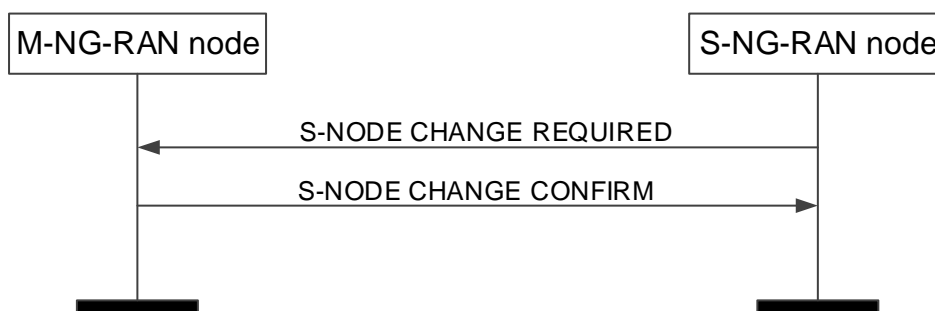 M-NG-RAN node
S-NG-RAN node
S-NODE CHANGE REQUIRED
S-NODE CHANGE CONFIRM